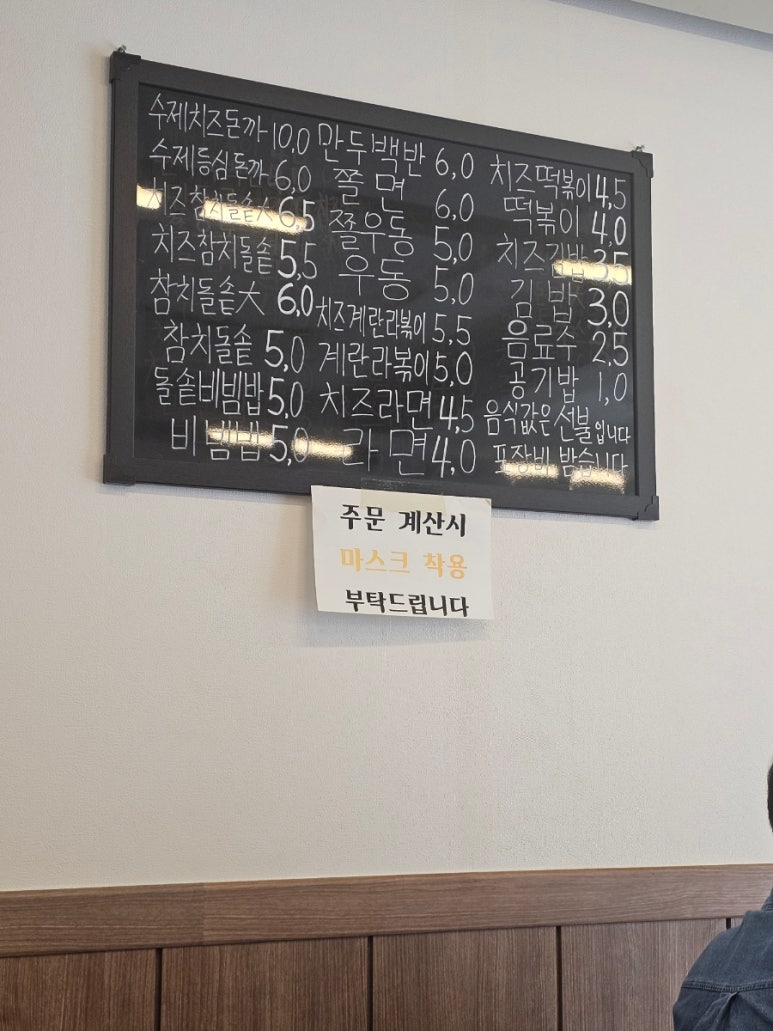 수제치즈돈까 10,0
수제등심돈까 6,0
치즈참치돌솥大 6,5
치즈참치돌솥 5,5
참치돌솥大 6,0
참치돌솥 5,0
돌솥비빔밥 5,0
비빔밥 5,0
만두백반 6,0
쫄면 6,0
쫄우동 5,0
우동 5,0
치즈계란라볶이 5,5
계란라볶이 5,0
치즈라면 4,5
라면 4,0
치즈떡볶이 4,5
떡볶이 4,0
치즈김밥 3,5
김밥 3,0
음료수 2,5
공기밥 1,0
음식값은 선불입니다
포장비 받습니다
주문 계산시
마스크 착용
부탁드립니다